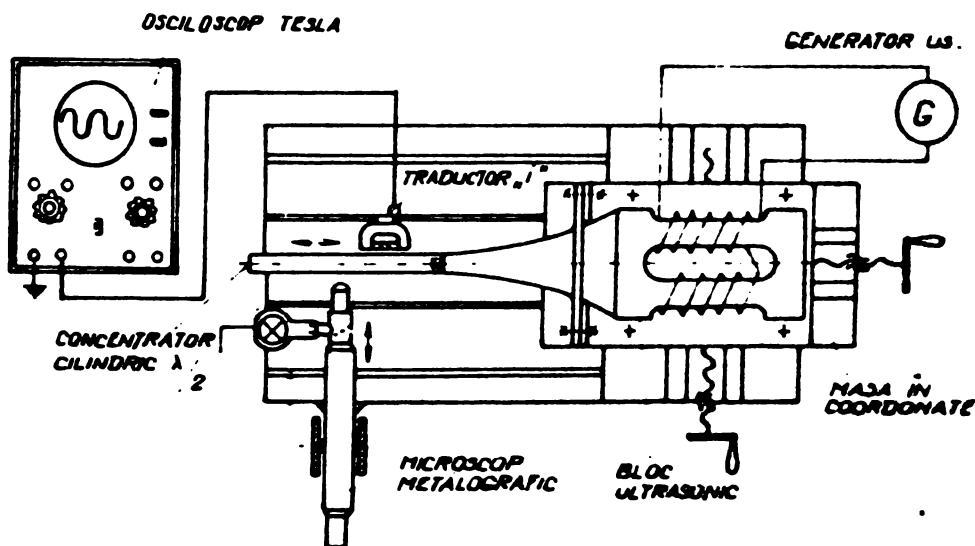 OSCILOSCOP TESLA
GENERATOR US.
G
TRADUCTOR „1"
CONCENTRATOR
CILINDRIC λ
2
MASA IN
COORDONATE
MICROSCOP
METALOGRAFIC
BLOC
ULTRASONIC